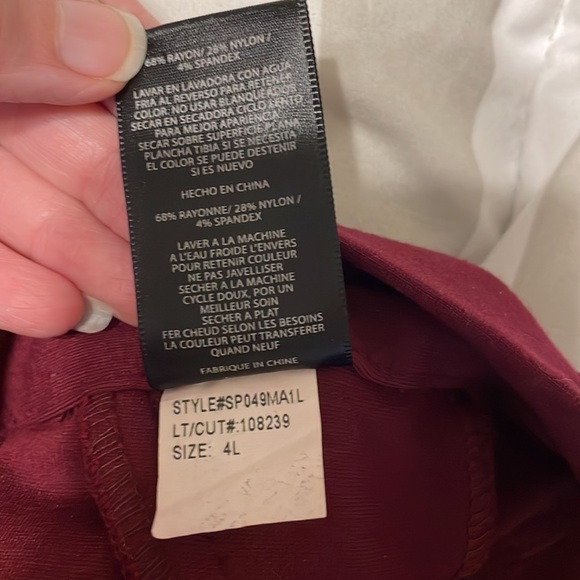 68% RAYON/ 28% NYLON /
4% SPANDEX
LAVAR EN LAVADORA CON AGUA
FRIA AL REVERSO PARA RETENER
COLOR. NO USAR BLANQUEADOR
SECAR EN SECADORA CICLO LENTO
PARA MEJOR APARIENCIA
SECAR SOBRE SUPERFICIE PLANA
PLANCHA TIBIA SI SE NECESITA
EL COLOR SE PUEDE DESTENIR
SI ES NUEVO
HECHO EN CHINA
68% RAYONNE/ 28% NYLON /
4% SPANDEX
LAVER A LA MACHINE
A L'EAU FROIDE L'ENVERS
POUR RETENIR COULEUR
NE PAS JAVELLISER
SECHER A LA MACHINE
CYCLE DOUX, POUR UN
MEILLEUR SOIN
SECHER A PLAT
FER CHEUD SELON LES BESOINS
LA COULEUR PEUT TRANSFERER
QUAND NEUF
FABRIQUE IN CHINE
STYLE#SP049MA1L
LT/CUT#:108239
SIZE: 4L